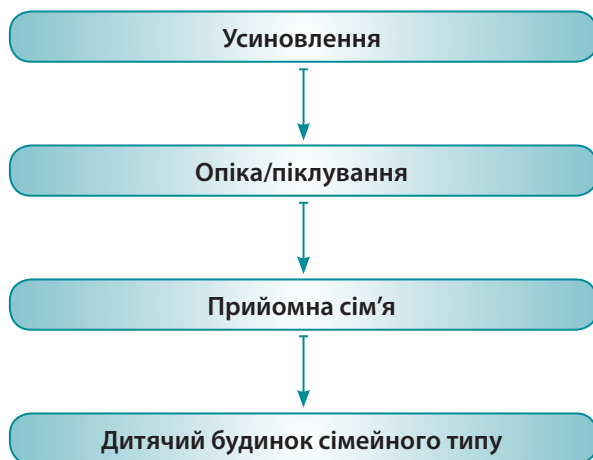 Усиновлення
Опіка/піклування
Прийомна сім’я
Дитячий будинок сімейного типу